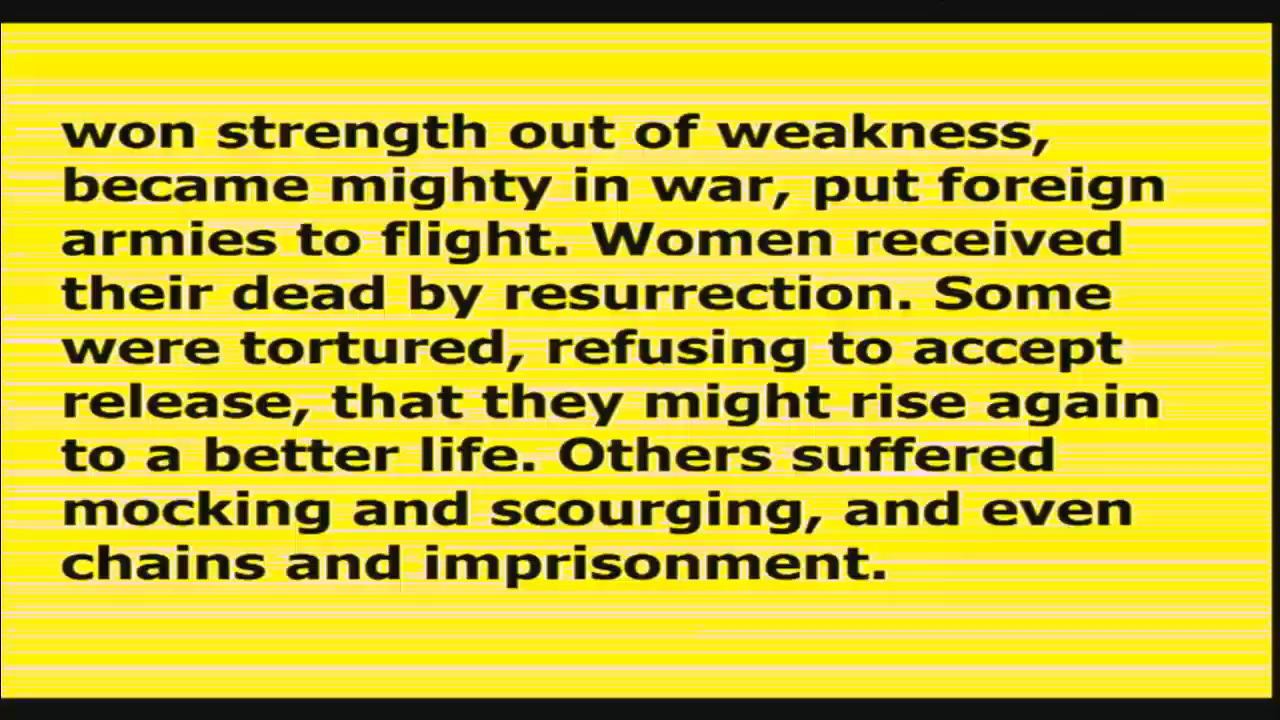 won strength out of weakness,
became mighty in war, put foreign
armies to flight. Women received
their dead by resurrection. Some
were tortured, refusing to accept
release, that they might rise again
to a better life. Others suffered
mocking and scourging, and even
chains and imprisonment.